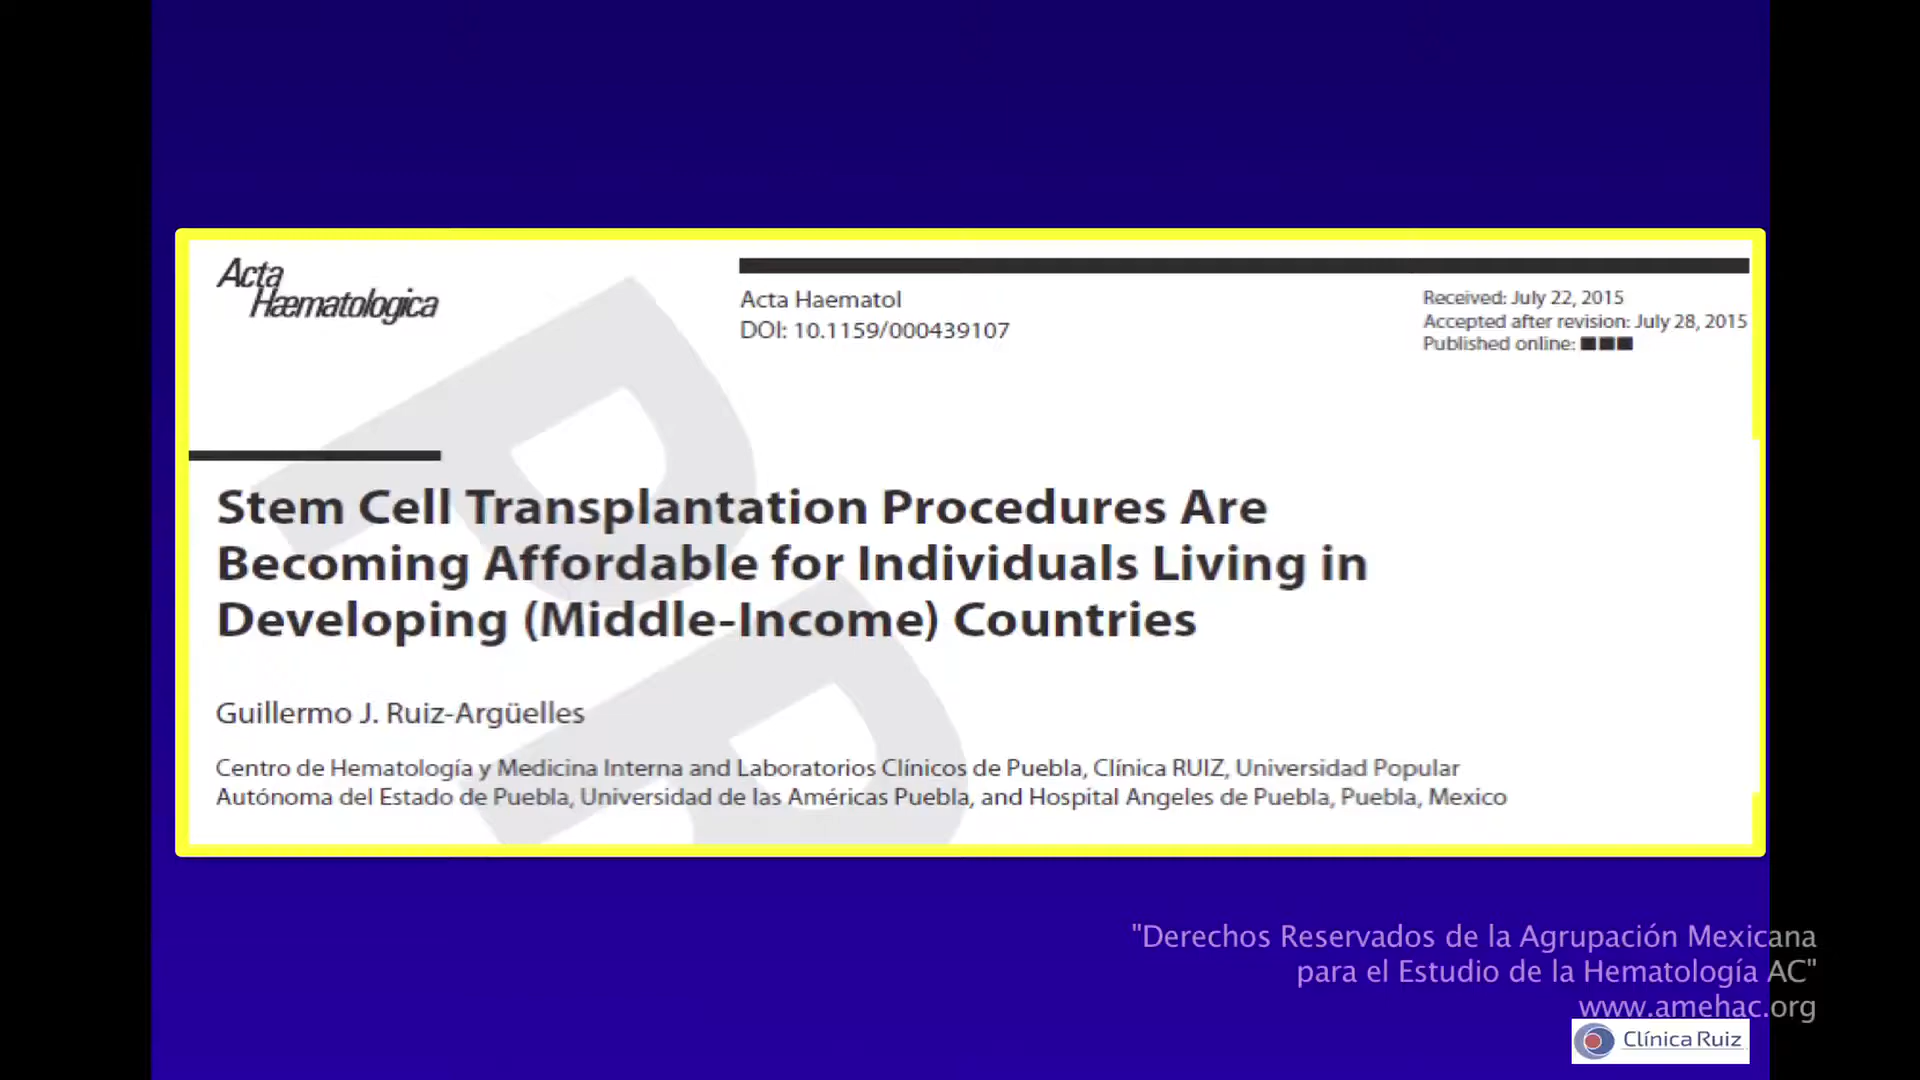 Acta
Hæmatologica
Acta Haematol
DOI: 10.1159/000439107
Received: July 22, 2015
Accepted after revision: July 28, 2015
Published online: ■■■
Stem Cell Transplantation Procedures Are
Becoming Affordable for Individuals Living in
Developing (Middle-Income) Countries
Guillermo J. Ruiz-Argüelles
Centro de Hematología y Medicina Interna and Laboratorios Clínicos de Puebla, Clínica RUIZ, Universidad Popular
Autónoma del Estado de Puebla, Universidad de las Américas Puebla, and Hospital Angeles de Puebla, Puebla, Mexico
"Derechos Reservados de la Agrupación Mexicana
para el Estudio de la Hematología AC"
www.amehac.org
Clínica Ruiz